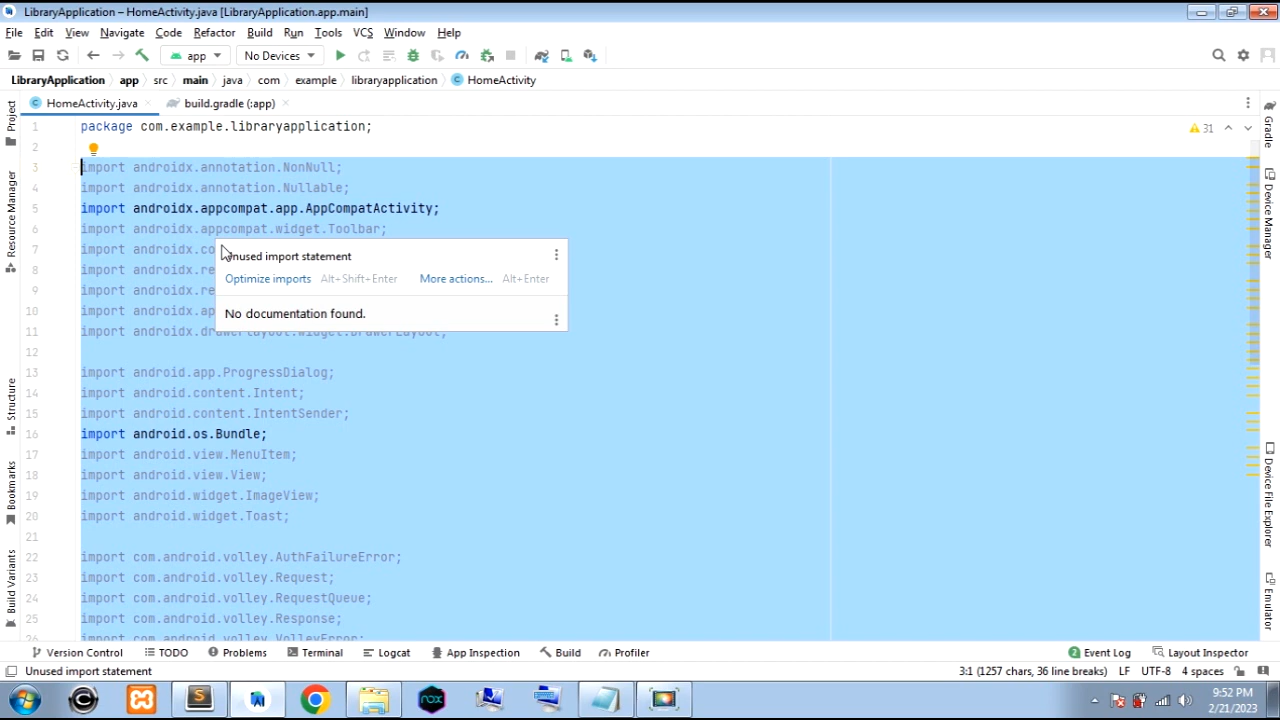 LibraryApplication – HomeActivity.java [LibraryApplication.app.main]
File Edit View Navigate Code Refactor Build Run Tools VCS Window Help
app No Devices
LibraryApplication app src main java com example libraryapplication HomeActivity
HomeActivity.java build.gradle (:app)
Project
Resource Manager
Structure
Bookmarks
Build Variants
1 package com.example.libraryapplication;
31
2
3 import androidx.annotation.NonNull;
4 import androidx.annotation.Nullable;
5 import androidx.appcompat.app.AppCompatActivity;
6 import androidx.appcompat.widget.Toolbar;
7 import androidx.co
8 import androidx.re
9 import androidx.re
10 import androidx.ap
11 import androidx.drawerlayout.widget.DrawerLayout;
Unused import statement
Optimize imports Alt+Shift+Enter More actions... Alt+Enter
No documentation found.
12
13 import android.app.ProgressDialog;
14 import android.content.Intent;
15 import android.content.IntentSender;
16 import android.os.Bundle;
17 import android.view.MenuItem;
18 import android.view.View;
19 import android.widget.ImageView;
20 import android.widget.Toast;
21
22 import com.android.volley.AuthFailureError;
23 import com.android.volley.Request;
24 import com.android.volley.RequestQueue;
25 import com.android.volley.Response;
26 import com.android.volley.VolleyError;
Gradle
Device Manager
Device File Explorer
Emulator
Version Control TODO Problems Terminal Logcat App Inspection Build Profiler Event Log Layout Inspector
2
Unused import statement 3:1 (1257 chars, 36 line breaks) LF UTF-8 4 spaces
nox
9:52 PM
2/21/2023